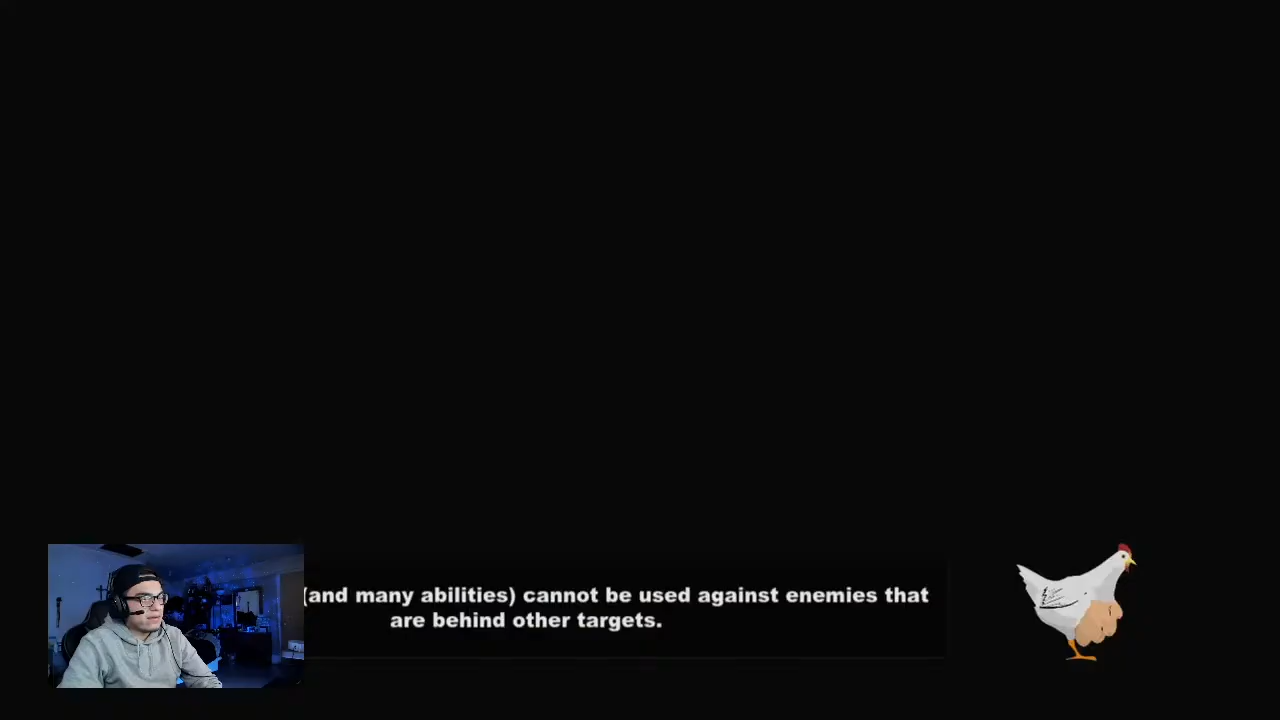 (and many abilities) cannot be used against enemies that
are behind other targets.